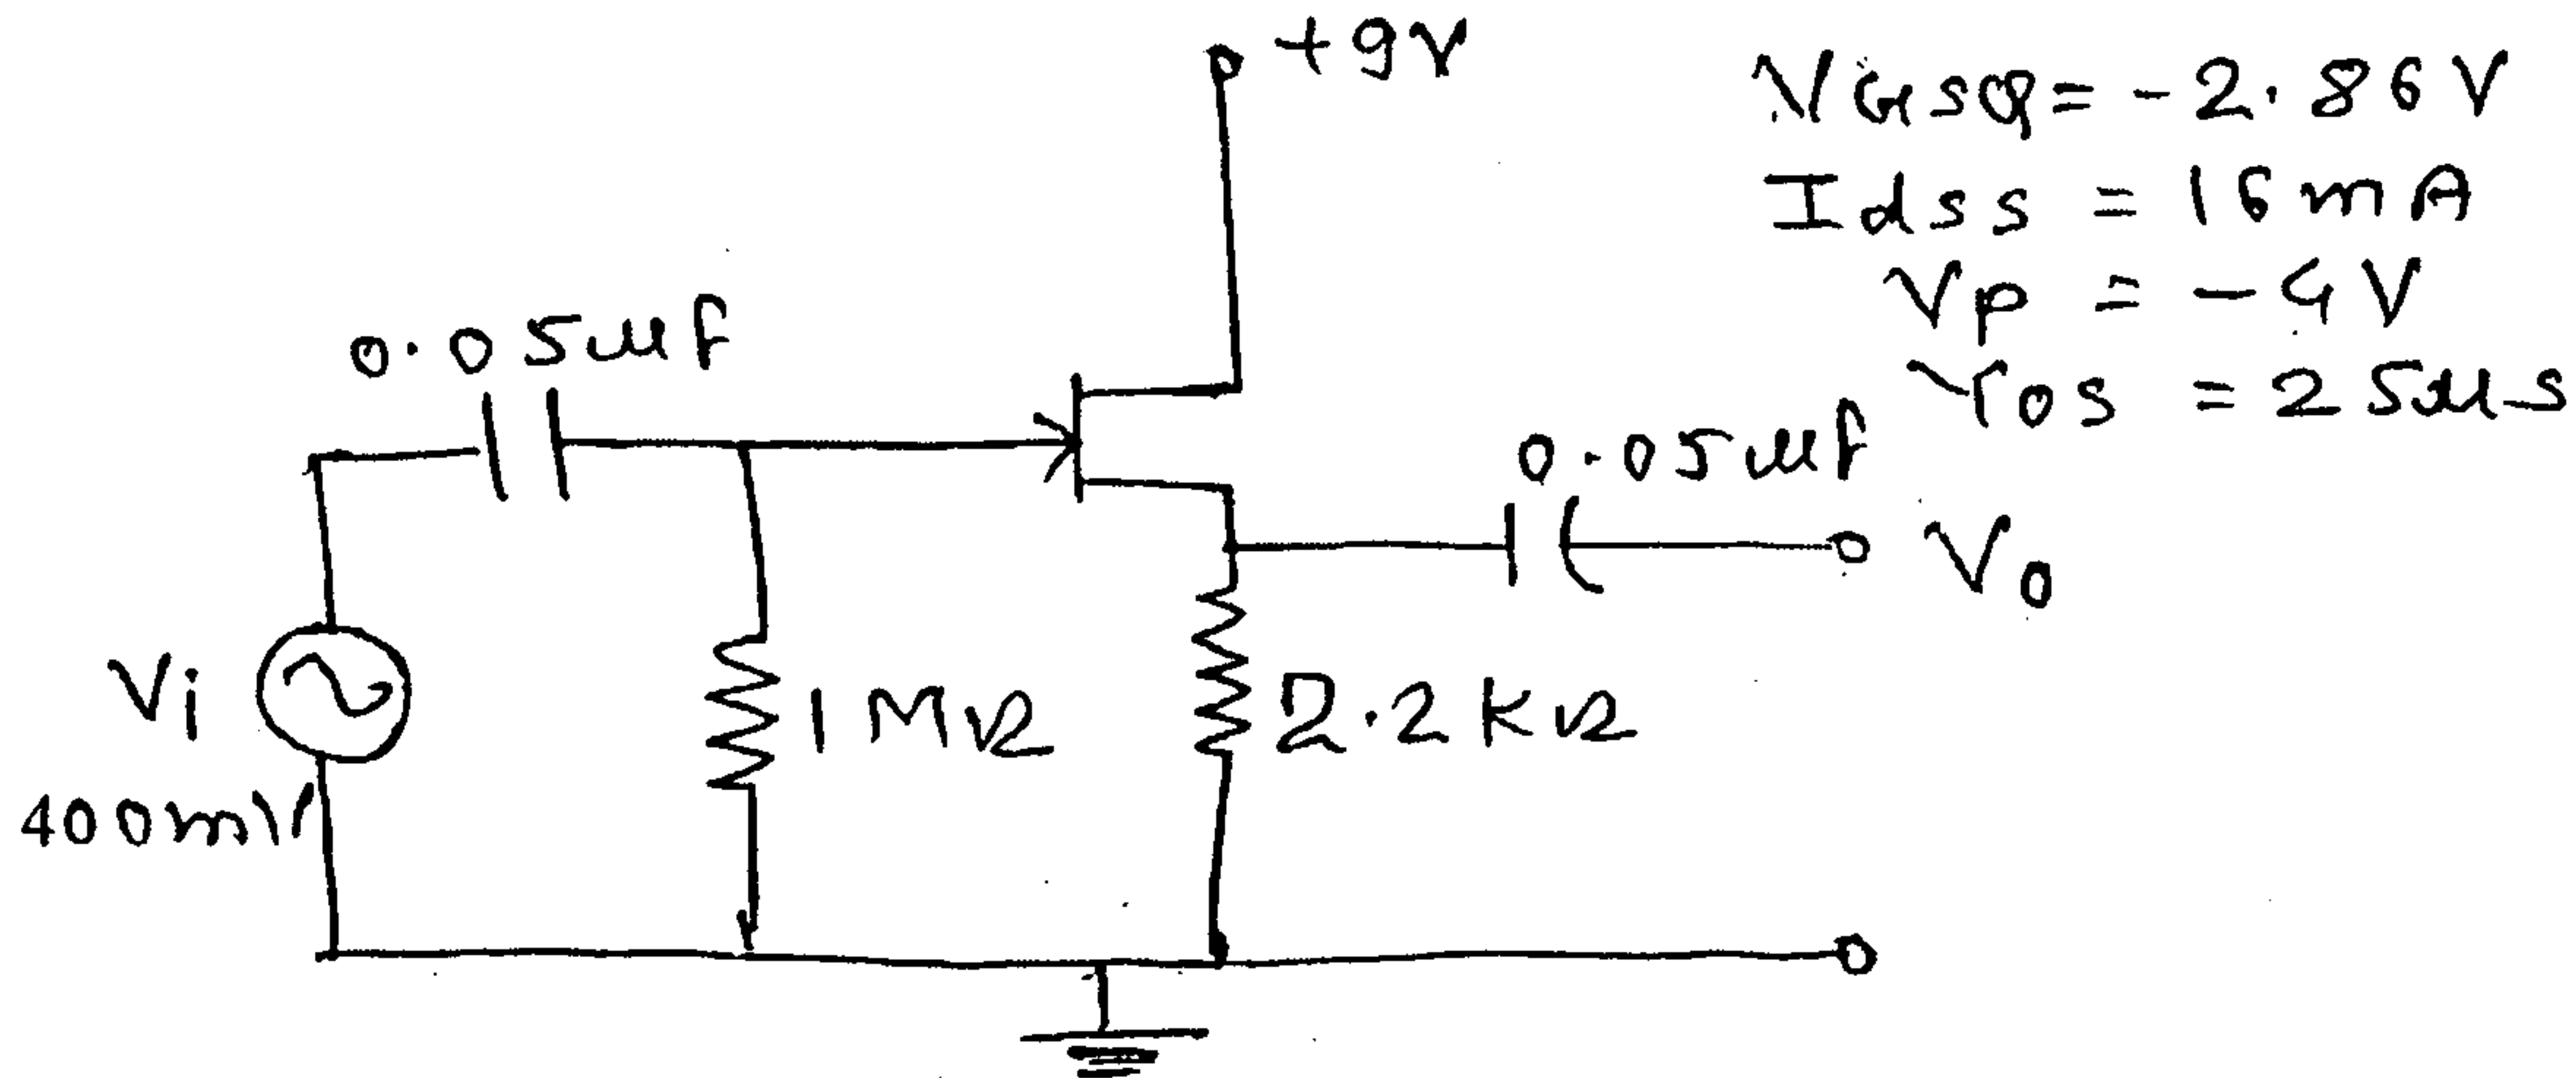 +9V
VGSQ = -2.86V
Idss = 16mA
Vp = -4V
Yos = 25μs
0.05μf
0.05μf
Vo
Vi
1MΩ
2.2KΩ
400mV